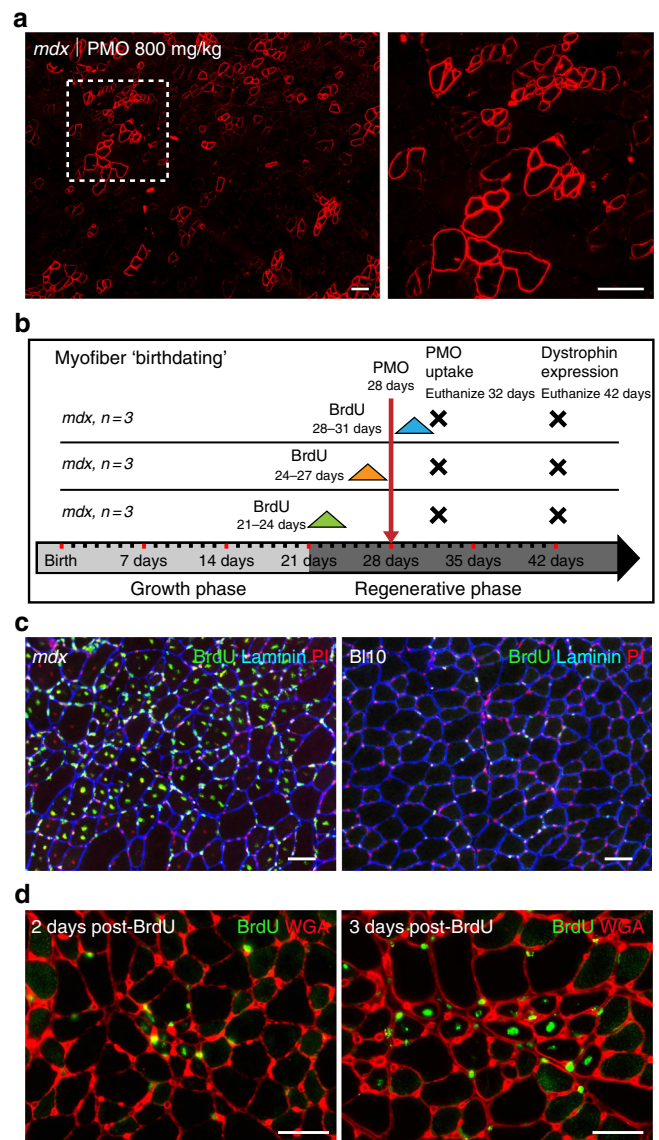 a
mdx | PMO 800 mg/kg
b
Myofiber ‘birthdating’
PMO
28 days
PMO
uptake
Euthanize 32 days
Dystrophin
expression
Euthanize 42 days
BrdU
28–31 days
mdx, n=3
BrdU
24–27 days
mdx, n=3
BrdU
21–24 days
mdx, n=3
Birth 7 days 14 days 21 days 28 days 35 days 42 days
Growth phase Regenerative phase
c
mdx BrdU Laminin PI
Bl10 BrdU Laminin PI
d
2 days post-BrdU BrdU WGA
3 days post-BrdU BrdU WGA